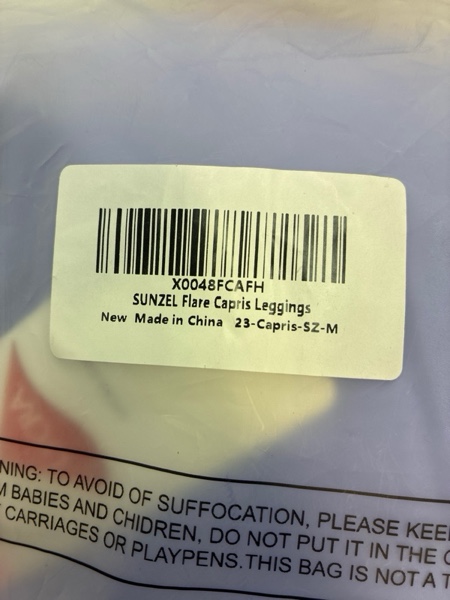 X0048FCAFH
SUNZEL Flare Capris Leggings
New Made in China 23-Capris-SZ-M
NING: TO AVOID OF SUFFOCATION, PLEASE KEE
M BABIES AND CHIDREN, DO NOT PUT IT IN THE
CARRIAGES OR PLAYPENS.THIS BAG IS NOT A T